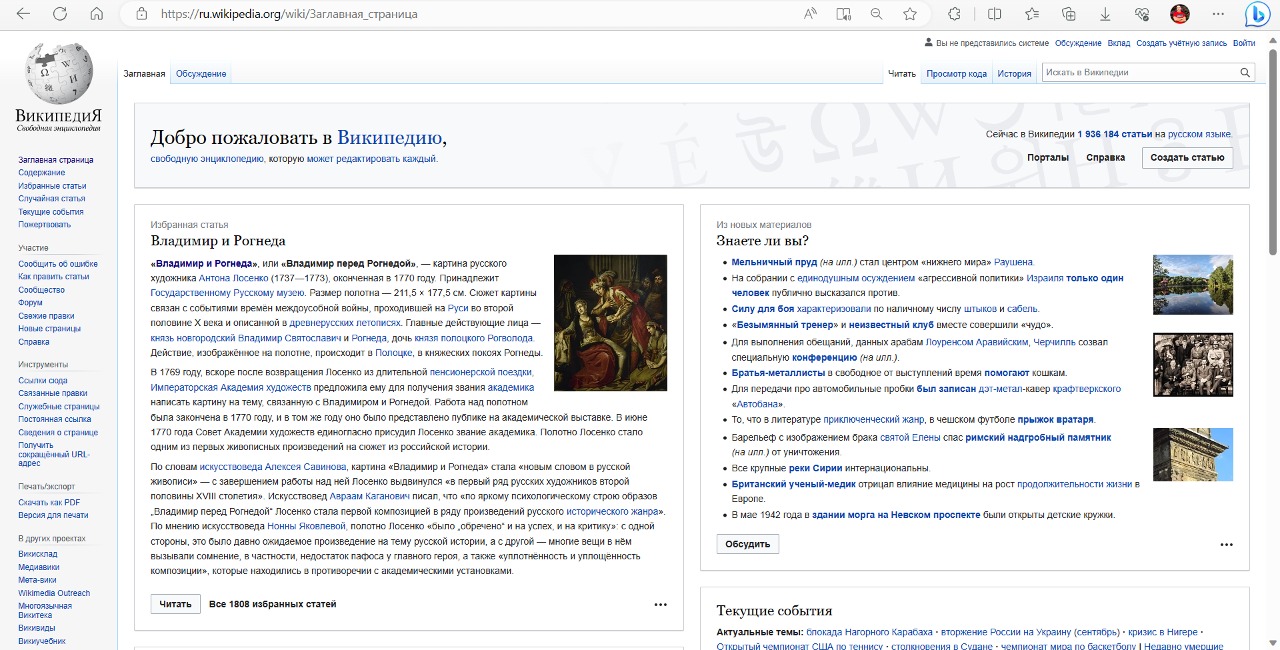 https://ru.wikipedia.org/wiki/Заглавная_страница
ВИКИПЕДИЯ
Свободная энциклопедия
Заглавная страница
Содержание
Избранные статьи
Случайная статья
Текущие события
Пожертвовать
Участие
Сообщить об ошибке
Как править статьи
Сообщество
Форум
Свежие правки
Новые страницы
Справка
Инструменты
Ссылки сюда
Связанные правки
Служебные страницы
Постоянная ссылка
Сведения о странице
Получить
сокращённый URL-
адрес
Печать/экспорт
Скачать как PDF
Версия для печати
В других проектах
Викисклад
Медиавики
Мета-вики
Wikimedia Outreach
Многоязычная
Викитека
Викивиды
Викиучебник
Вы не представились системе Обсуждение Вклад Создать учётную запись Войти
Заглавная Обсуждение
Читать Просмотр кода История Искать в Википедии
Добро пожаловать в Википедию,
свободную энциклопедию, которую может редактировать каждый.
Сейчас в Википедии 1 936 184 статьи на русском языке.
Порталы Справка Создать статью
Избранная статья
Владимир и Рогнеда
«Владимир и Рогнеда», или «Владимир перед Рогнедой», — картина русского
художника Антона Лосенко (1737—1773), оконченная в 1770 году. Принадлежит
Государственному Русскому музею. Размер полотна — 211,5 × 177,5 см. Сюжет картины
связан с событиями времён междоусобной войны, проходившей на Руси во второй
половине X века и описанной в древнерусских летописях. Главные действующие лица —
князь новгородский Владимир Святославич и Рогнеда, дочь князя полоцкого Рогволода.
Действие, изображённое на полотне, происходит в Полоцке, в княжеских покоях Рогнеды.
В 1769 году, вскоре после возвращения Лосенко из длительной пенсионерской поездки,
Императорская Академия художеств предложила ему для получения звания академика
написать картину на тему, связанную с Владимиром и Рогнедой. Работа над полотном
была закончена в 1770 году, и в том же году оно было представлено публике на академической выставке. В июне
1770 года Совет Академии художеств единогласно присудил Лосенко звание академика. Полотно Лосенко стало
одним из первых живописных произведений на сюжет из российской истории.
По словам искусствоведа Алексея Савинова, картина «Владимир и Рогнеда» стала «новым словом в русской
живописи» — с завершением работы над ней Лосенко выдвинулся «в первый ряд русских художников второй
половины XVIII столетия». Искусствовед Авраам Каганович писал, что «по яркому психологическому строю образов
„Владимир перед Рогнедой“ Лосенко стала первой композицией в ряду произведений русского исторического жанра».
По мнению искусствоведа Нонны Яковлевой, полотно Лосенко «было „обречено“ и на успех, и на критику»: с одной
стороны, это было давно ожидаемое произведение на тему русской истории, а с другой — многие вещи в нём
вызывали сомнение, в частности, недостаток пафоса у главного героя, а также «уплотнённость и уплощённость
композиции», которые находились в противоречии с академическими установками.
Читать Все 1808 избранных статей
Из новых материалов
Знаете ли вы?
Мельничный пруд (на илл.) стал центром «нижнего мира» Раушена.
На собрании с единодушным осуждением «агрессивной политики» Израиля только один
человек публично высказался против.
Силу для боя характеризовали по наличному числу штыков и сабель.
«Безымянный тренер» и неизвестный клуб вместе совершили «чудо».
Для выполнения обещаний, данных арабам Лоуренсом Аравийским, Черчилль созвал
специальную конференцию (на илл.).
Братья-металлисты в свободное от выступлений время помогают кошкам.
Для передачи про автомобильные пробки был записан дэт-метал-кавер крафтверкского
«Автобана».
То, что в литературе приключенческий жанр, в чешском футболе прыжок вратаря.
Барельеф с изображением брака святой Елены спас римский надгробный памятник
(на илл.) от уничтожения.
Все крупные реки Сирии интернациональны.
Британский ученый-медик отрицал влияние медицины на рост продолжительности жизни в
Европе.
В мае 1942 года в здании морга на Невском проспекте были открыты детские кружки.
Обсудить
Текущие события
Актуальные темы: блокада Нагорного Карабаха · вторжение России на Украину (сентябрь) · кризис в Нигере ·
Открытый чемпионат США по теннису · столкновения в Судане · чемпионат мира по баскетболу | Недавно умершие